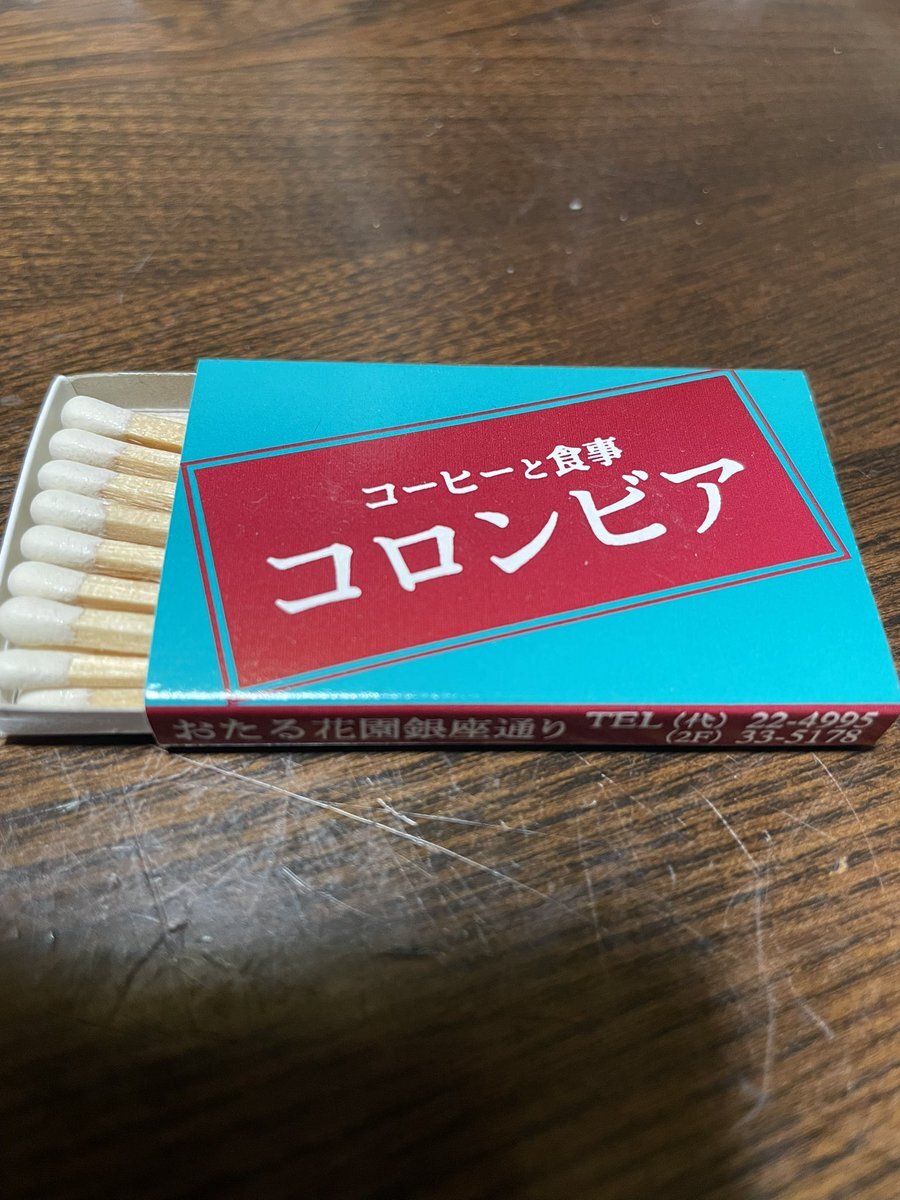 コーヒーと食事
コロンビア
おたる花園銀座通り TEL (代) 22-4995
(2F) 33-5178